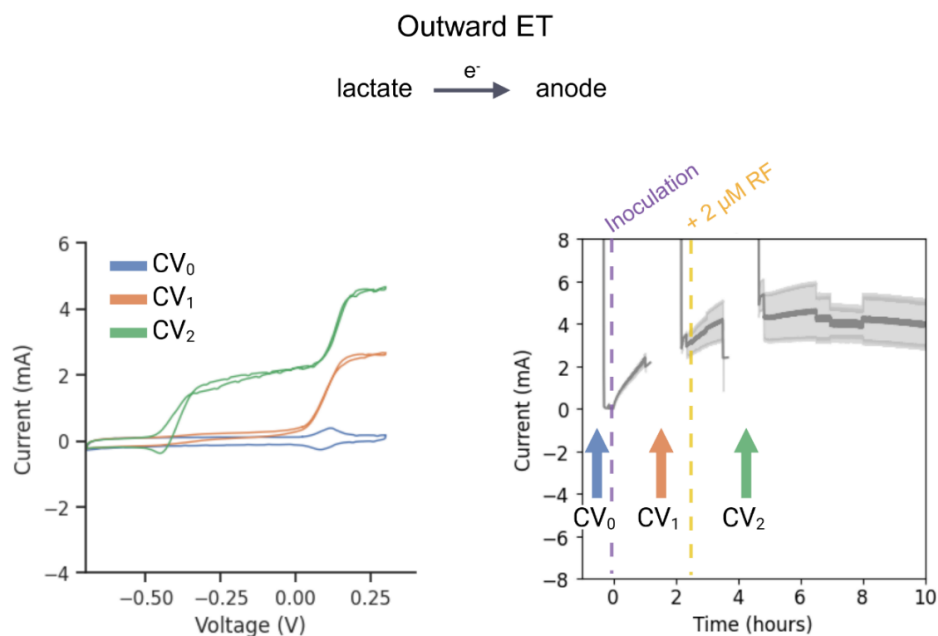 Outward ET
e-
lactate anode
Inoculation
+ 2 µM RF
6
4
2
0
−2
−4
Current (mA)
CV0
CV1
CV2
−0.50 −0.25 0.00 0.25
Voltage (V)
8
6
4
2
0
−2
−4
−6
−8
Current (mA)
CV0 CV1 CV2
0 2 4 6 8 10
Time (hours)